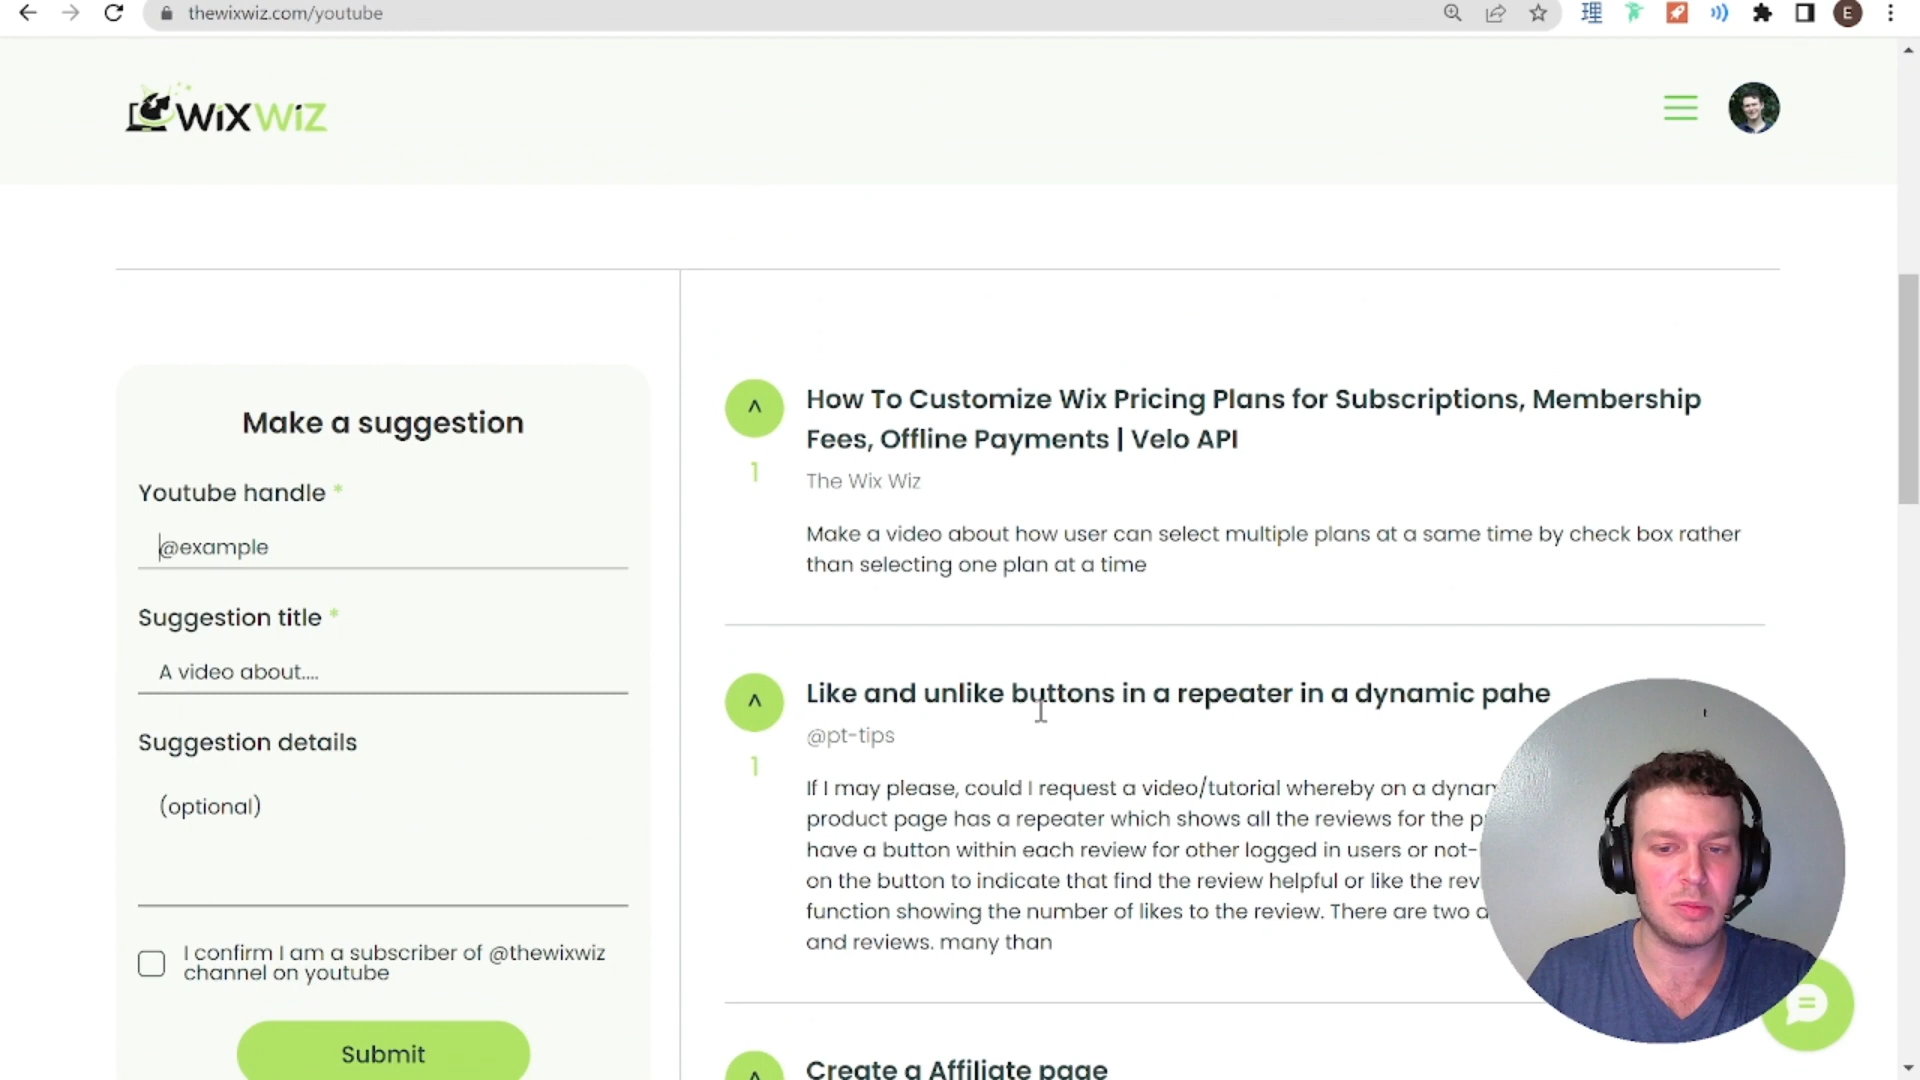 thewixwiz.com/youtube
理
E
WiX WiZ
Make a suggestion
Youtube handle *
@example
Suggestion title *
A video about....
Suggestion details
(optional)
I confirm I am a subscriber of @thewixwiz
channel on youtube
Submit
^
1
How To Customize Wix Pricing Plans for Subscriptions, Membership
Fees, Offline Payments | Velo API
The Wix Wiz
Make a video about how user can select multiple plans at a same time by check box rather
than selecting one plan at a time
^
1
Like and unlike buttons in a repeater in a dynamic pahe
@pt-tips
If I may please, could I request a video/tutorial whereby on a dynam
product page has a repeater which shows all the reviews for the p
have a button within each review for other logged in users or not-
on the button to indicate that find the review helpful or like the rev
function showing the number of likes to the review. There are two
and reviews. many than
^
Create a Affiliate page